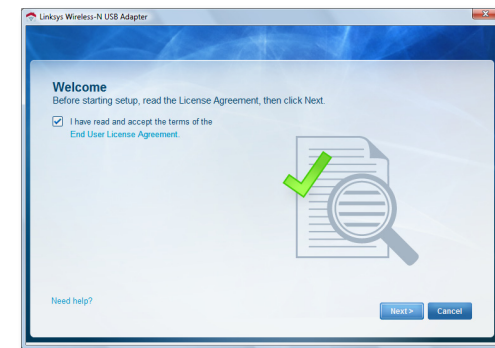 Linksys Wireless-N USB Adapter
Welcome
Before starting setup, read the License Agreement, then click Next.
I have read and accept the terms of the
End User License Agreement.
Need help?
Next >
Cancel